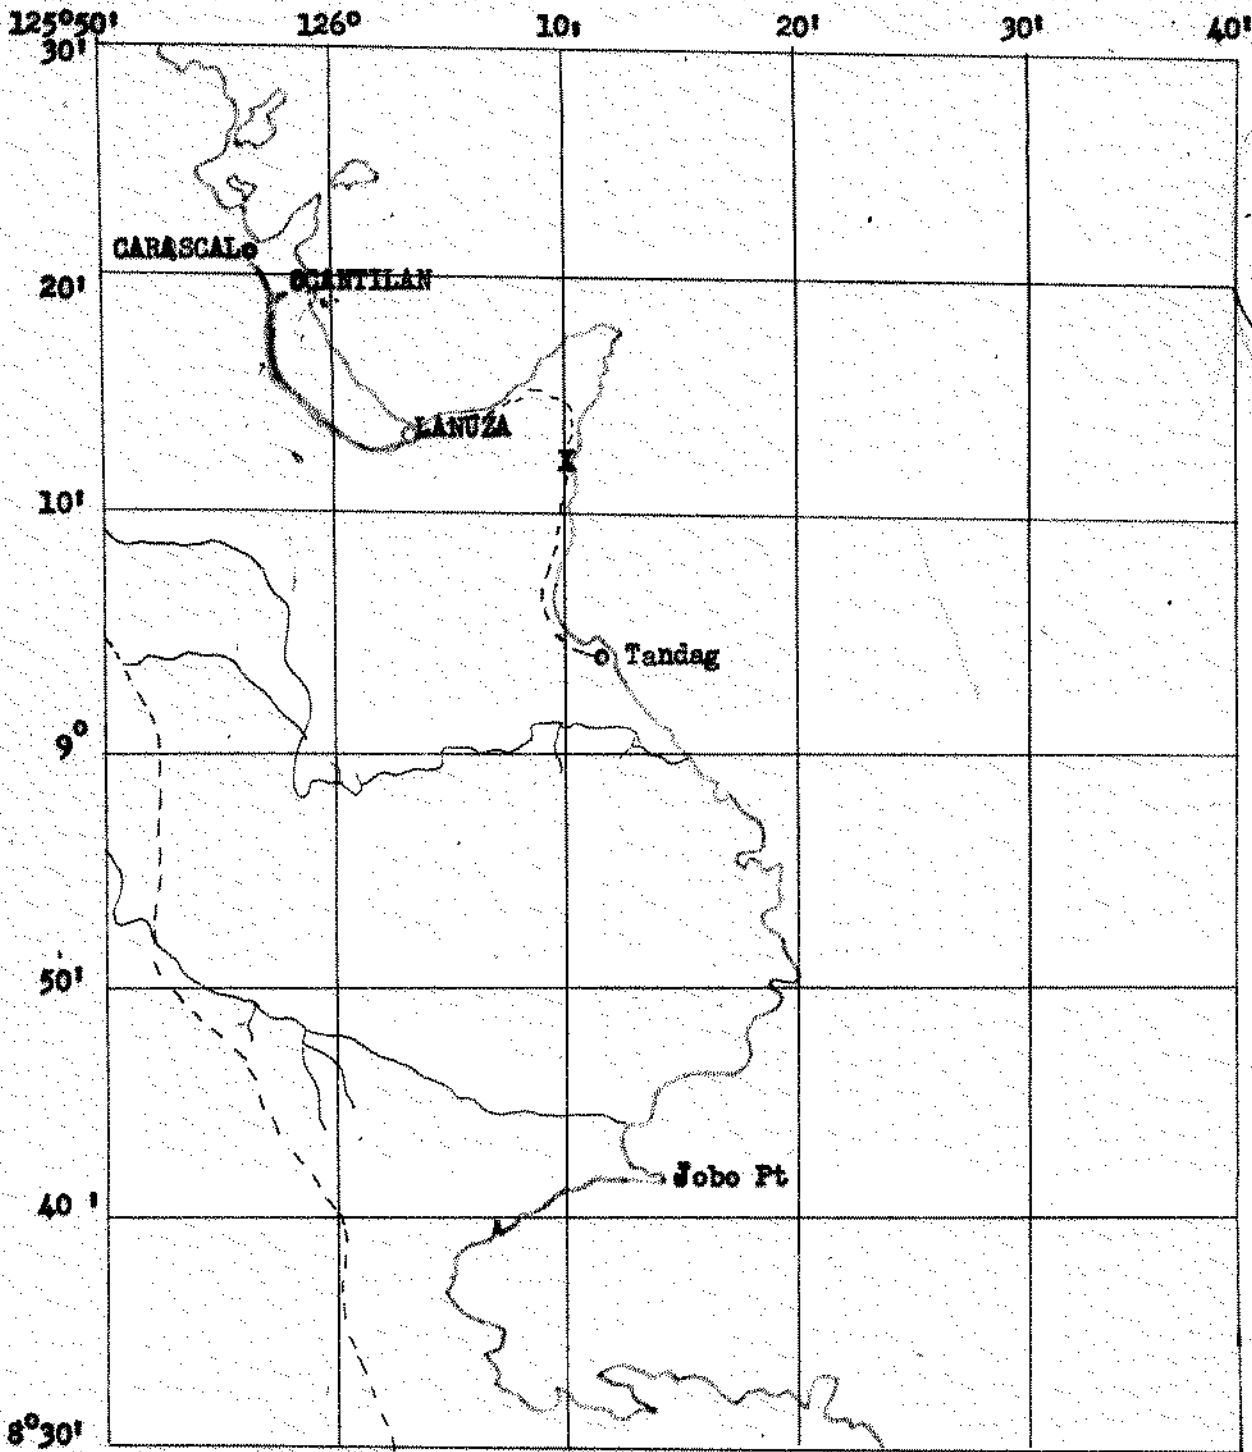 125°50' 126° 10' 20' 30' 40'
30'
CARASCAL
20' CANTILAN
LANUZA
X
10'
Tandag
9°
50'
Jobo Pt
40 '
8°30'